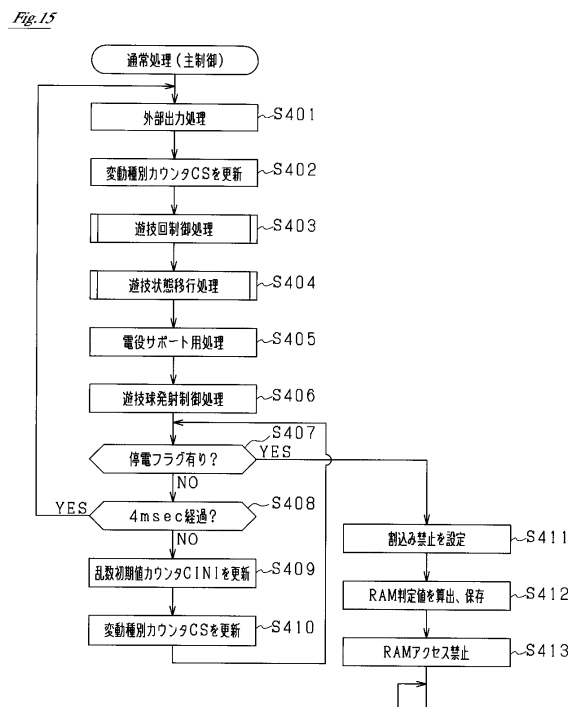 Fig.15
通常処理(主制御)
外部出力処理
S401
変動種別カウンタCSを更新
S402
遊技回制御処理
S403
遊技状態移行処理
S404
電役サポート用処理
S405
遊技球発射制御処理
S406
停電フラグ有り?
S407
YES
NO
4msec経過?
S408
YES
NO
乱数初期値カウンタCINIを更新
S409
変動種別カウンタCSを更新
S410
割込み禁止を設定
S411
RAM判定値を算出、保存
S412
RAMアクセス禁止
S413